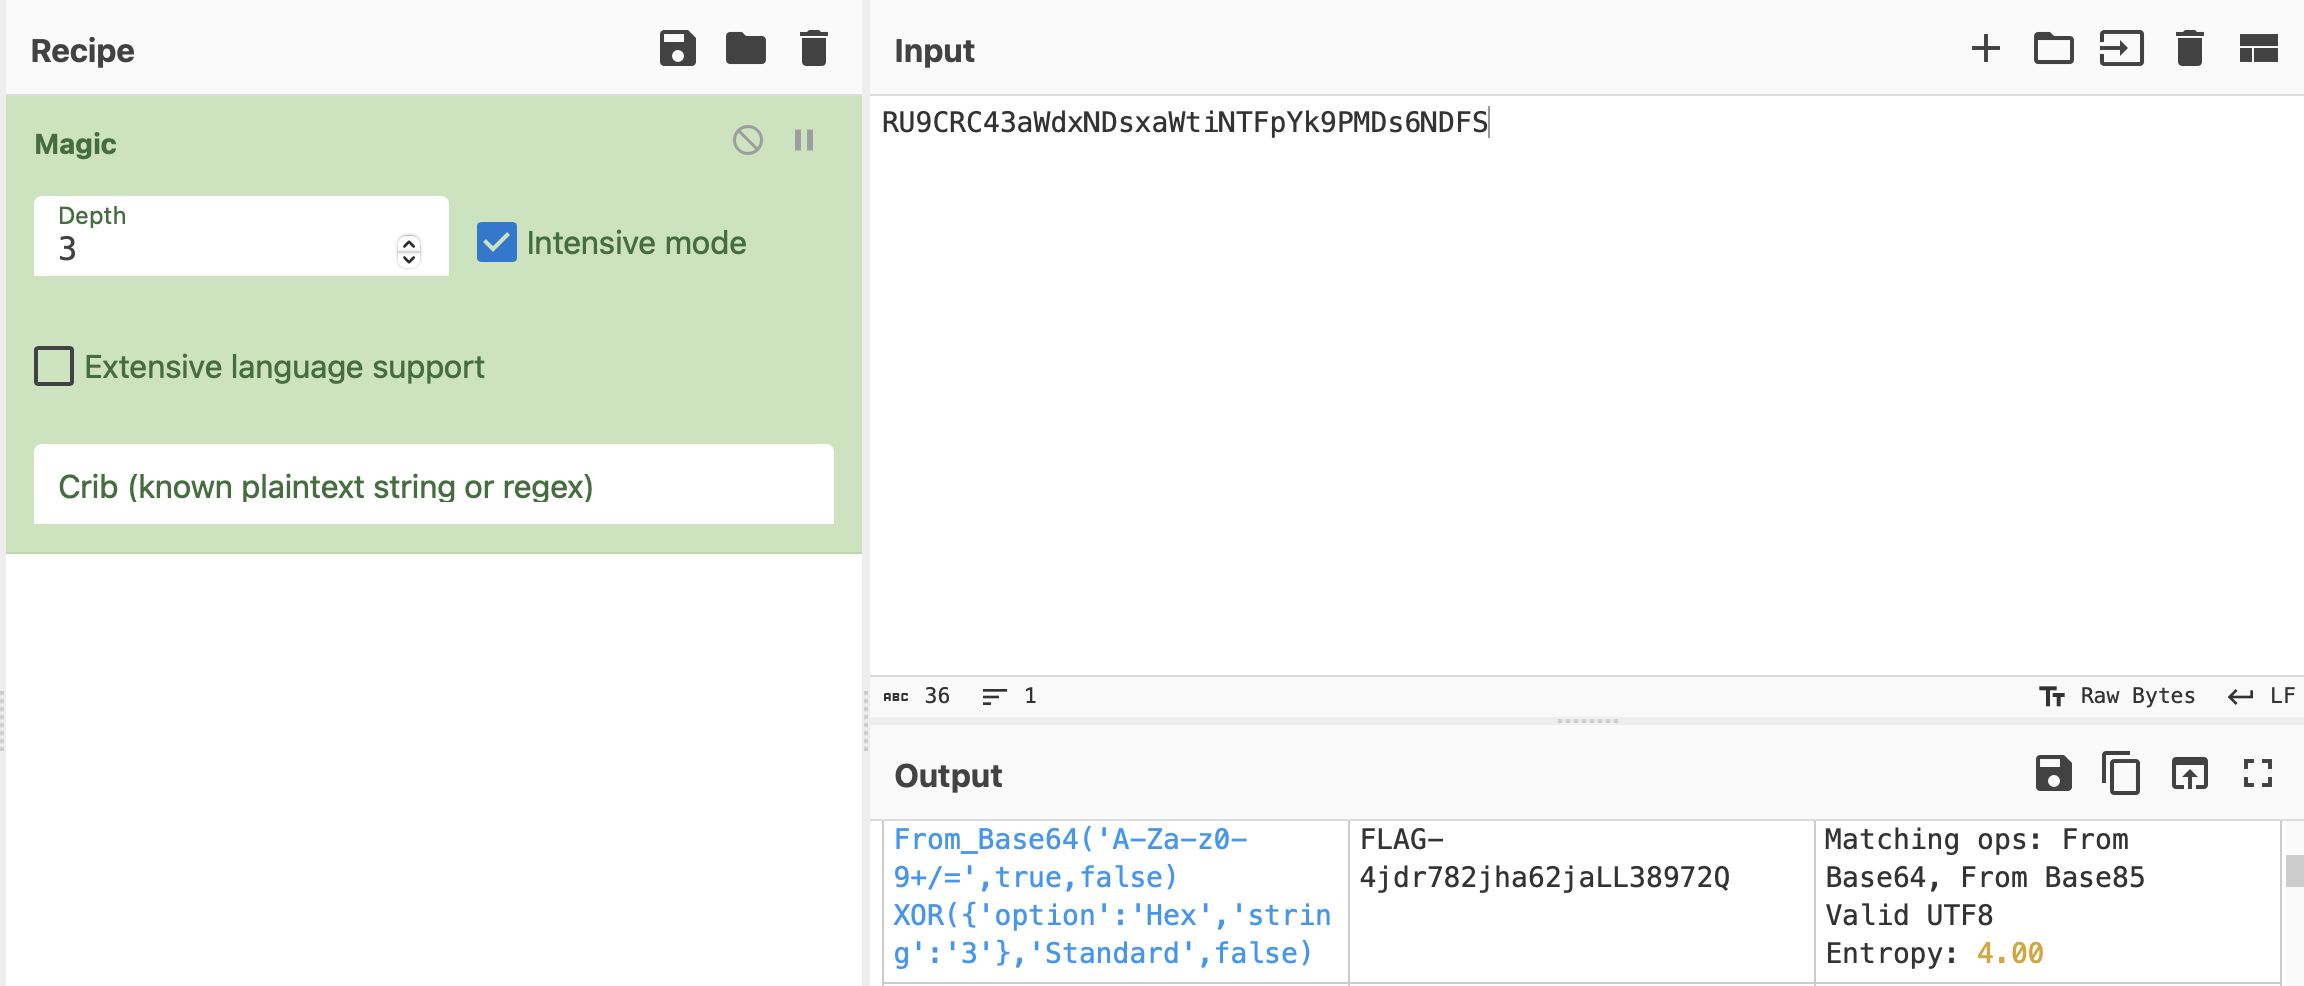 Recipe
Magic
Depth
3
Intensive mode
Extensive language support
Crib (known plaintext string or regex)
Input
RU9CRC43aWdxNDsxaWtiNTFpYk9PMDs6NDFS
ABC 36 1
Tr Raw Bytes LF
Output
From_Base64('A-Za-z0-
9+/=',true,false)
XOR({'option':'Hex','strin
g':'3'},'Standard',false)
FLAG-
4jdr782jha62jaLL38972Q
Matching ops: From
Base64, From Base85
Valid UTF8
Entropy: 4.00